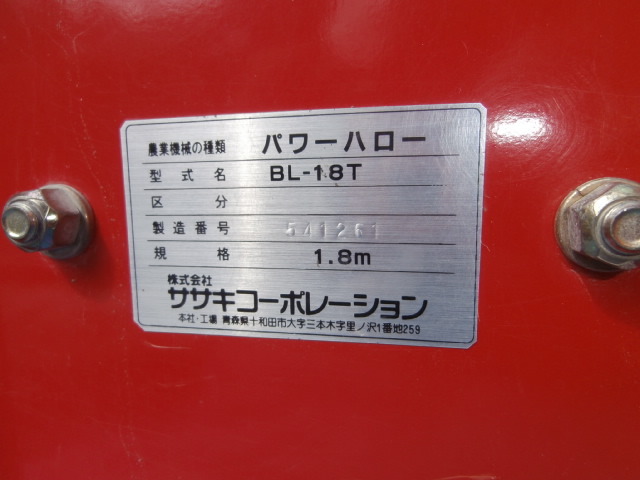 農業機械の種類 パワーハロー
型式名 BL-18T
区分
製造番号 541261
規格 1.8m
株式会社
ササキコーポレーション
本社・工場 青森県十和田市大字三本木字里ノ沢1番地259